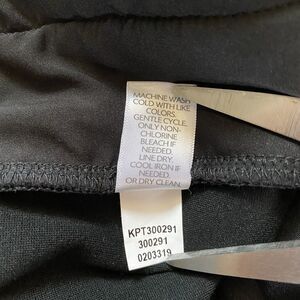 MACHINE WASH
COLD WITH LIKE
COLORS.
GENTLE CYCLE.
ONLY NON-
CHLORINE
BLEACH IF
NEEDED.
LINE DRY.
COOL IRON IF
NEEDED.
OR DRY CLEAN.
KPT300291
300291
0203319